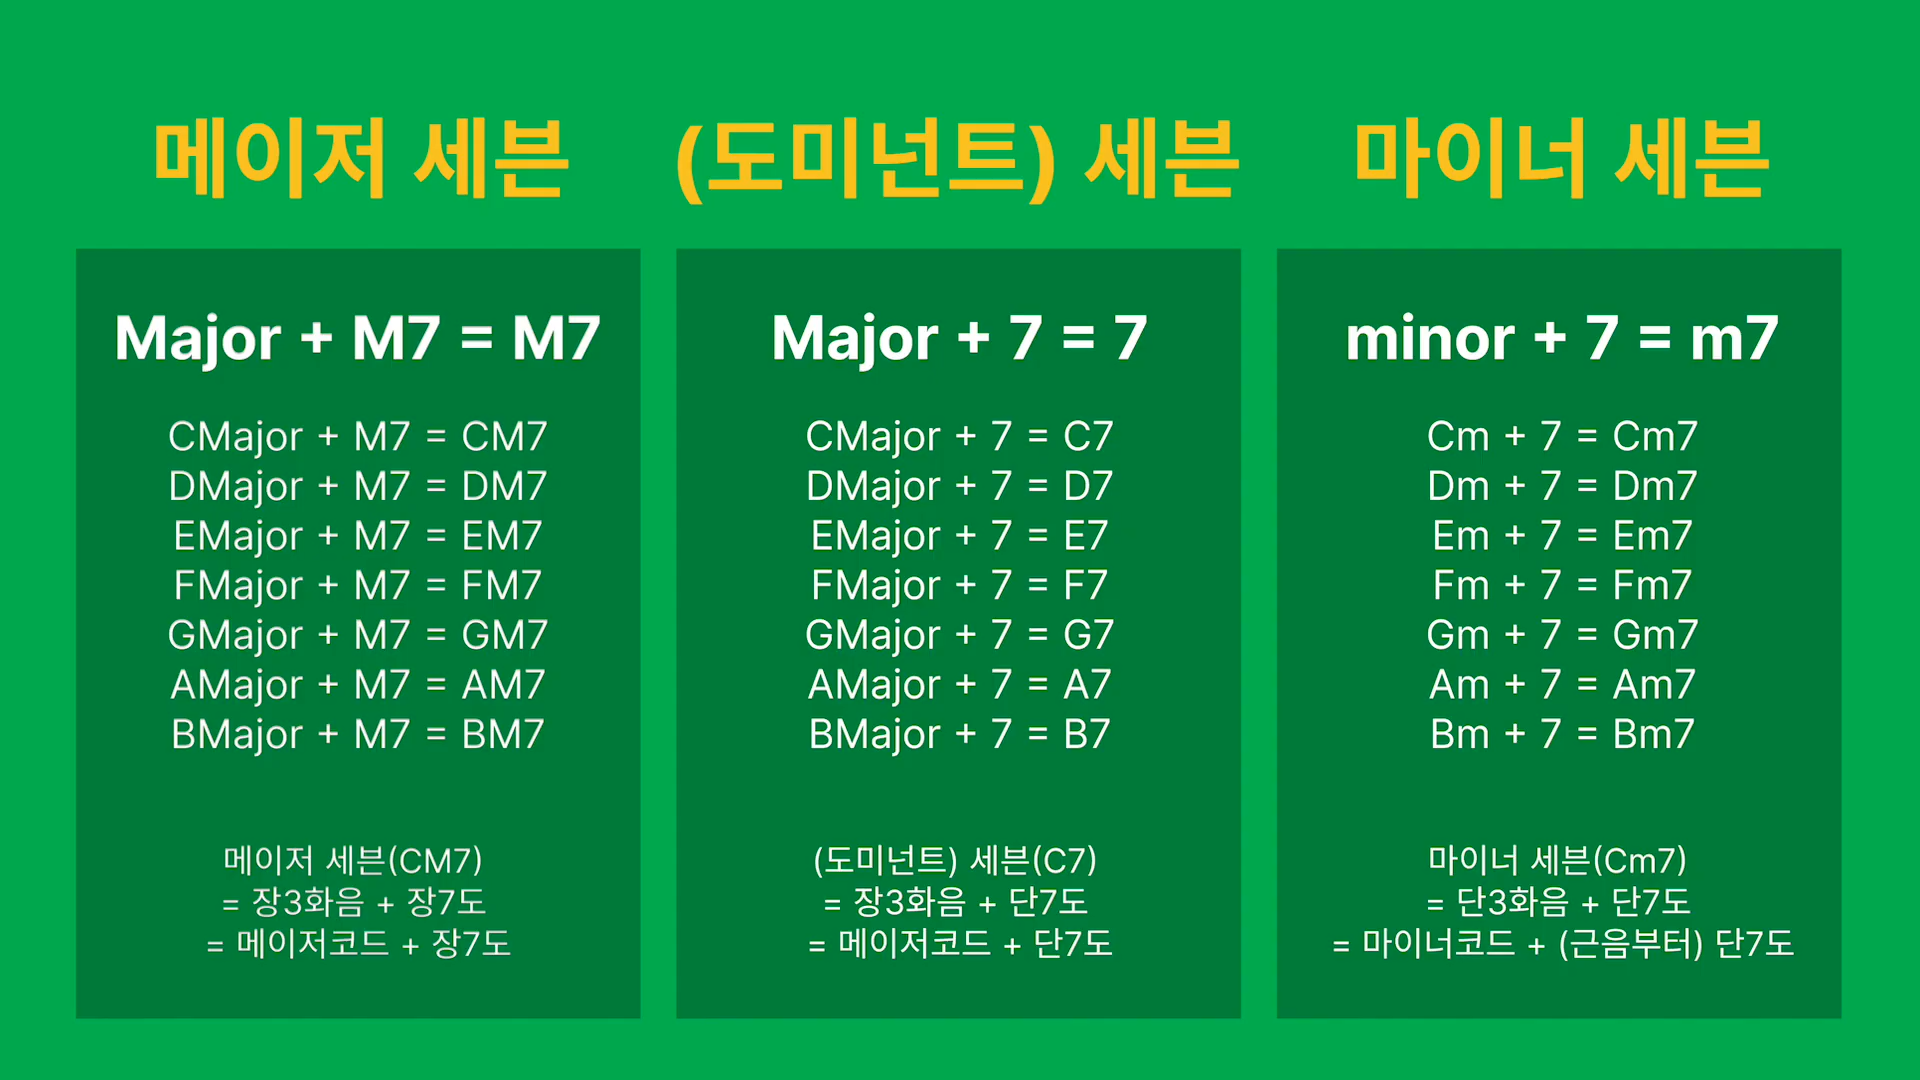 메이저 세븐
Major + M7 = M7
CMajor + M7 = CM7
DMajor + M7 = DM7
EMajor + M7 = EM7
FMajor + M7 = FM7
GMajor + M7 = GM7
AMajor + M7 = AM7
BMajor + M7 = BM7
메이저 세븐(CM7)
= 장3화음 + 장7도
= 메이저코드 + 장7도
(도미넌트) 세븐
Major + 7 = 7
CMajor + 7 = C7
DMajor + 7 = D7
EMajor + 7 = E7
FMajor + 7 = F7
GMajor + 7 = G7
AMajor + 7 = A7
BMajor + 7 = B7
(도미넌트) 세븐(C7)
= 장3화음 + 단7도
= 메이저코드 + 단7도
마이너 세븐
minor + 7 = m7
Cm + 7 = Cm7
Dm + 7 = Dm7
Em + 7 = Em7
Fm + 7 = Fm7
Gm + 7 = Gm7
Am + 7 = Am7
Bm + 7 = Bm7
마이너 세븐(Cm7)
= 단3화음 + 단7도
= 마이너코드 + (근음부터) 단7도